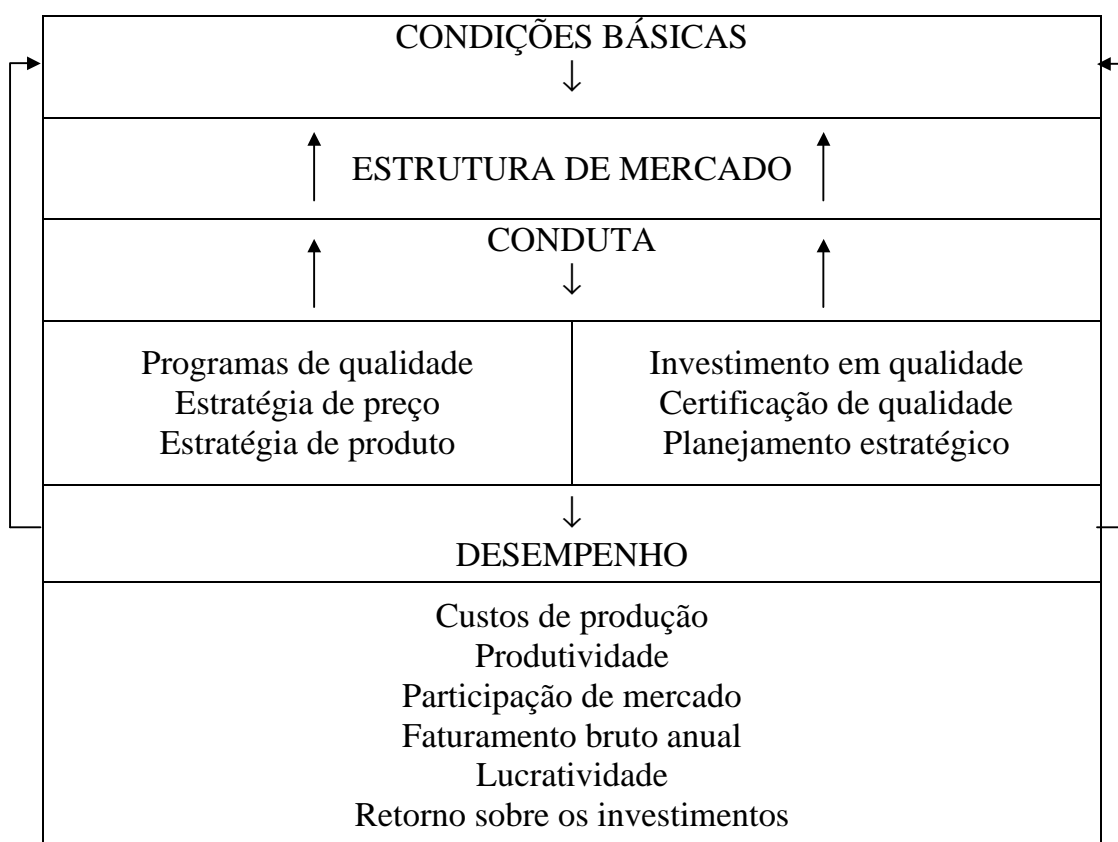 CONDIÇÕES BÁSICAS
↓
ESTRUTURA DE MERCADO
CONDUTA
↓
Programas de qualidade
Estratégia de preço
Estratégia de produto
Investimento em qualidade
Certificação de qualidade
Planejamento estratégico
↓
DESEMPENHO
Custos de produção
Produtividade
Participação de mercado
Faturamento bruto anual
Lucratividade
Retorno sobre os investimentos